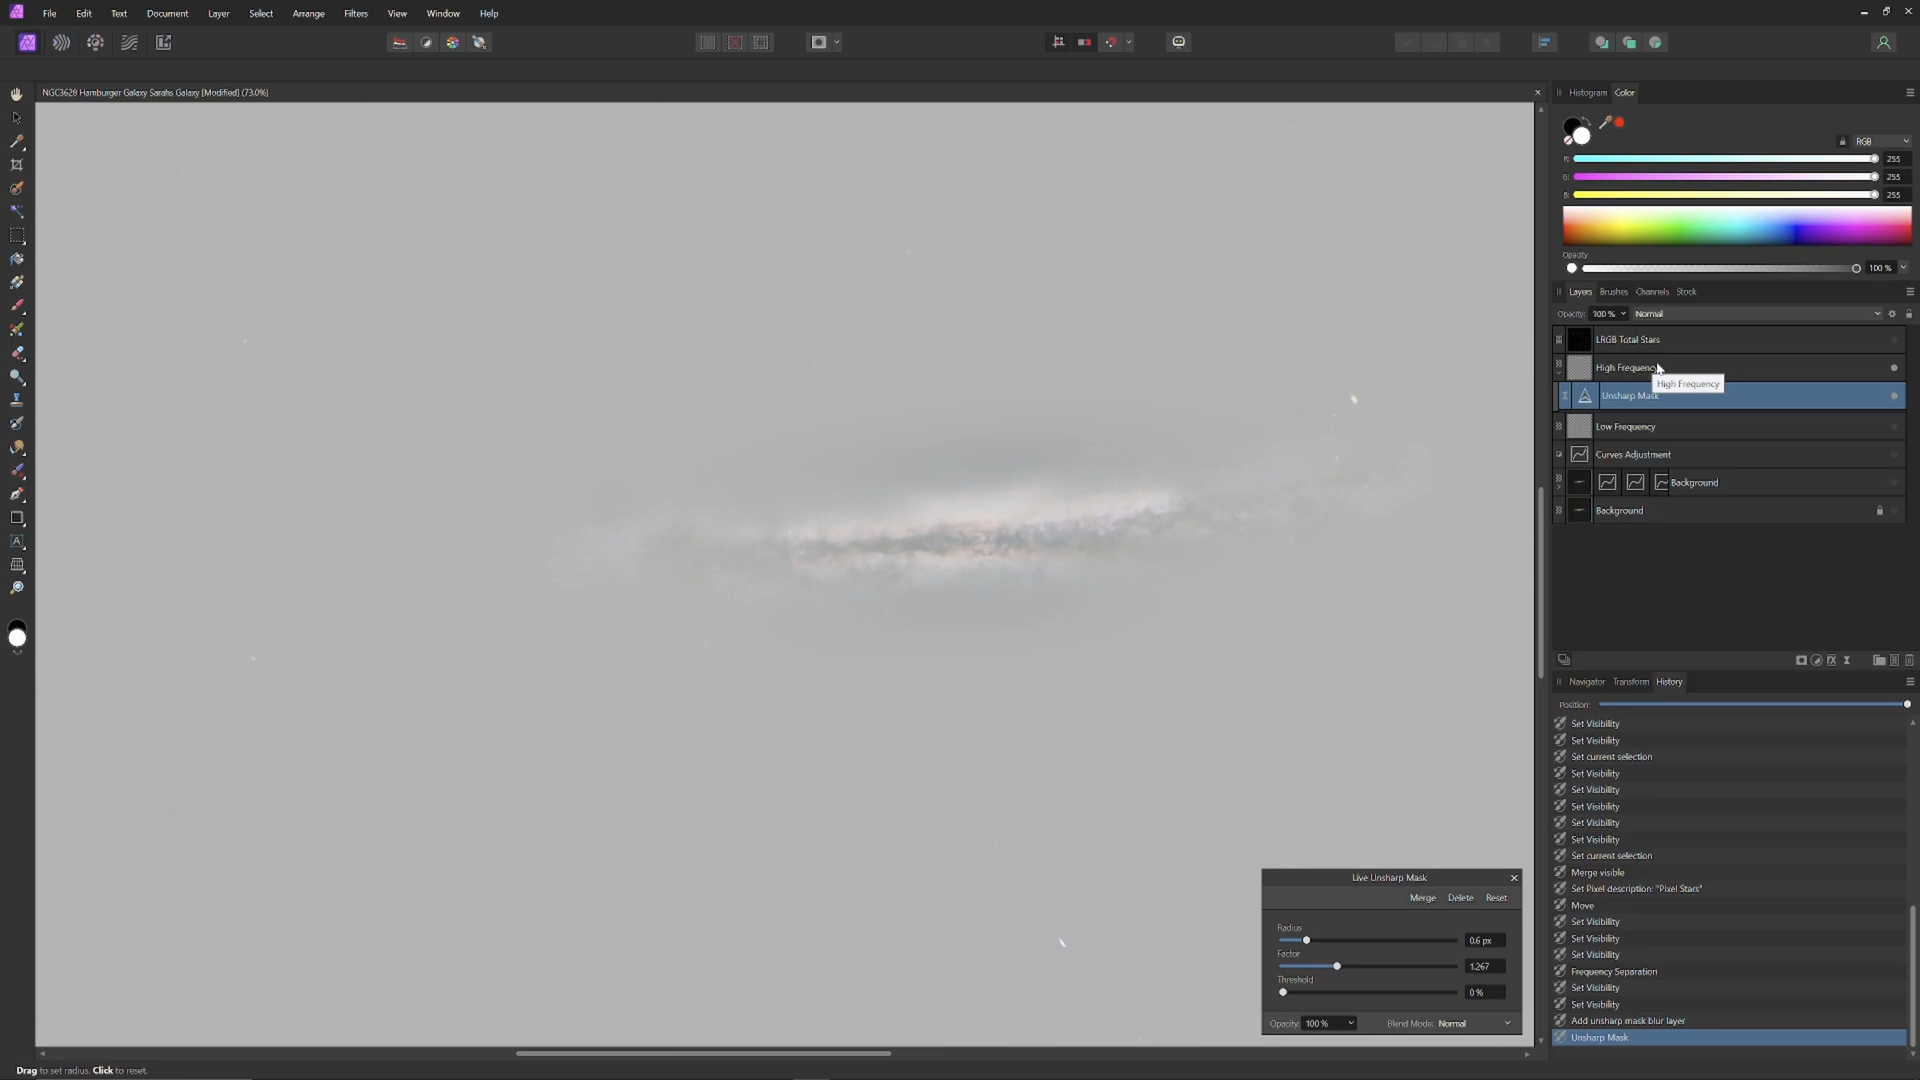 File Edit Text Document Layer Select Arrange Filters View Window Help
NGC3628 Hamburger Galaxy Sarahs Galaxy [Modified] (73.0%)
Histogram Color
RGB
R: 255
G: 255
B: 255
Opacity
100 %
Layers Brushes Channels Stock
Opacity: 100 % Normal
LRGB Total Stars
High Frequency
High Frequency
Unsharp Mask
Low Frequency
Curves Adjustment
Background
Background
Navigator Transform History
Position:
Set Visibility
Set Visibility
Set current selection
Set Visibility
Set Visibility
Set Visibility
Set Visibility
Set Visibility
Set current selection
Merge visible
Set Pixel description: "Pixel Stars"
Move
Set Visibility
Set Visibility
Set Visibility
Frequency Separation
Set Visibility
Set Visibility
Add unsharp mask blur layer
Unsharp Mask
Live Unsharp Mask
Merge Delete Reset
Radius
0.6 px
Factor
1.267
Threshold
0 %
Opacity: 100 % Blend Mode: Normal
Drag to set radius. Click to reset.